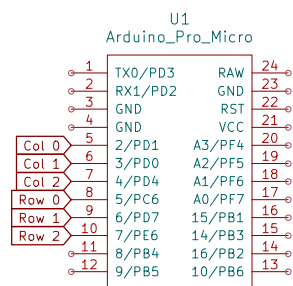 U1
Arduino_Pro_Micro
1 TX0/PD3 RAW 24
2 RX1/PD2 GND 23
3 GND RST 22
4 GND VCC 21
Col 0 5 2/PD1 A3/PF4 20
Col 1 6 3/PD0 A2/PF5 19
Col 2 7 4/PD4 A1/PF6 18
Row 0 8 5/PC6 A0/PF7 17
Row 1 9 6/PD7 15/PB1 16
Row 2 10 7/PE6 14/PB3 15
11 8/PB4 16/PB2 14
12 9/PB5 10/PB6 13